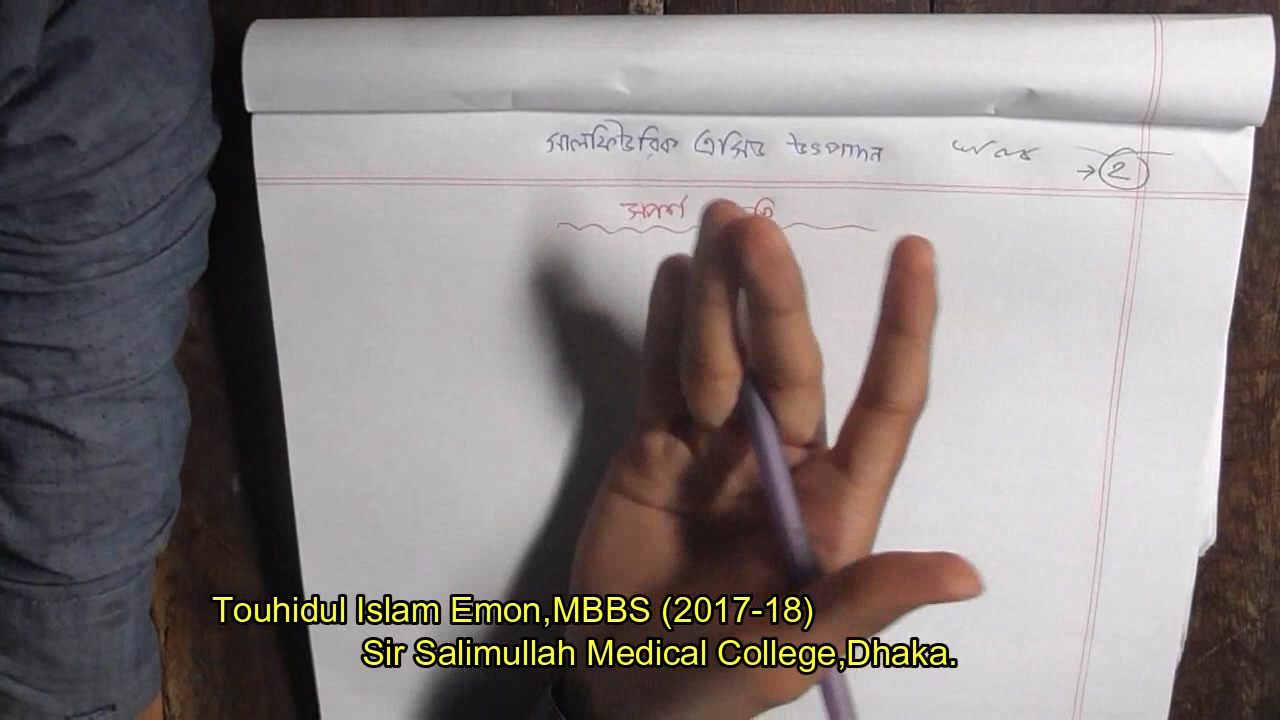 সালফিউরিক এসিড উৎপাদন
→ 2
স্পর্শ
Touhidul Islam Emon,MBBS (2017-18)
Sir Salimullah Medical College,Dhaka.